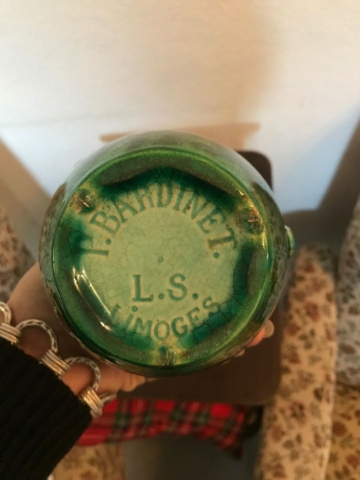 P. BARDINET.
L.S.
LIMOGES